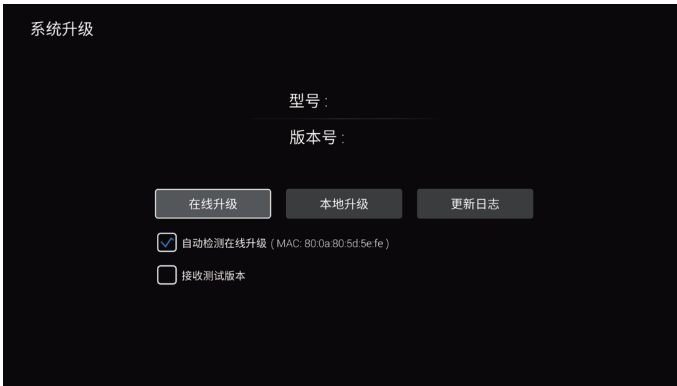 系统升级
型号 :
版本号 :
在线升级 本地升级 更新日志
自动检测在线升级 ( MAC: 80:0a:80:5d:5e:fe )
接收测试版本